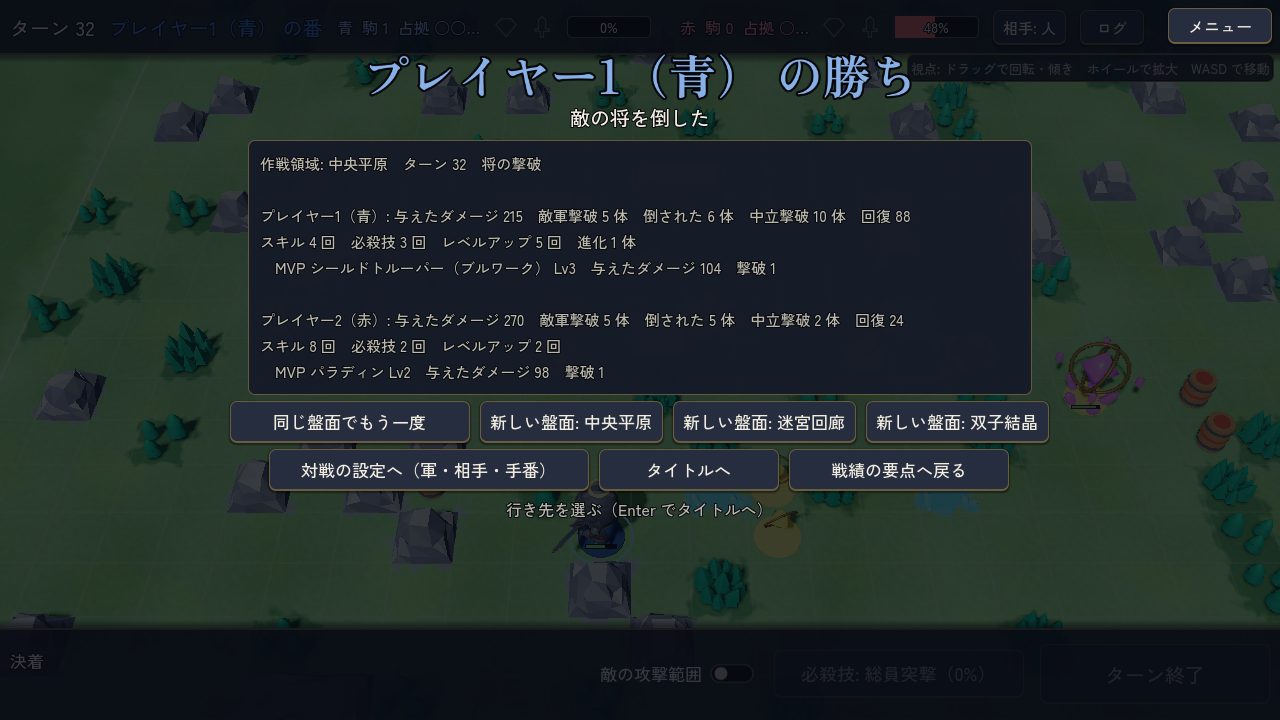 ターン 32 プレイヤー1（青） の番 青 駒 1 占拠 〇〇… 0% 赤 駒 0 占拠 〇… 48% 相手: 人 ログ メニュー
視点: ドラッグで回転・傾き ホイールで拡大 WASD で移動
プレイヤー1（青） の勝ち
敵の将を倒した
作戦領域: 中央平原 ターン 32 将の撃破
プレイヤー1（青）: 与えたダメージ 215 敵軍撃破 5 体 倒された 6 体 中立撃破 10 体 回復 88
スキル 4 回 必殺技 3 回 レベルアップ 5 回 進化 1 体
MVP シールドトルーパー（ブルワーク） Lv3 与えたダメージ 104 撃破 1
プレイヤー2（赤）: 与えたダメージ 270 敵軍撃破 5 体 倒された 5 体 中立撃破 2 体 回復 24
スキル 8 回 必殺技 2 回 レベルアップ 2 回
MVP パラディン Lv2 与えたダメージ 98 撃破 1
同じ盤面でもう一度 新しい盤面: 中央平原 新しい盤面: 迷宮回廊 新しい盤面: 双子結晶
対戦の設定へ（軍・相手・手番） タイトルへ 戦績の要点へ戻る
行き先を選ぶ（Enter でタイトルへ）
決着
敵の攻撃範囲 必殺技: 総員突撃（0%） ターン終了